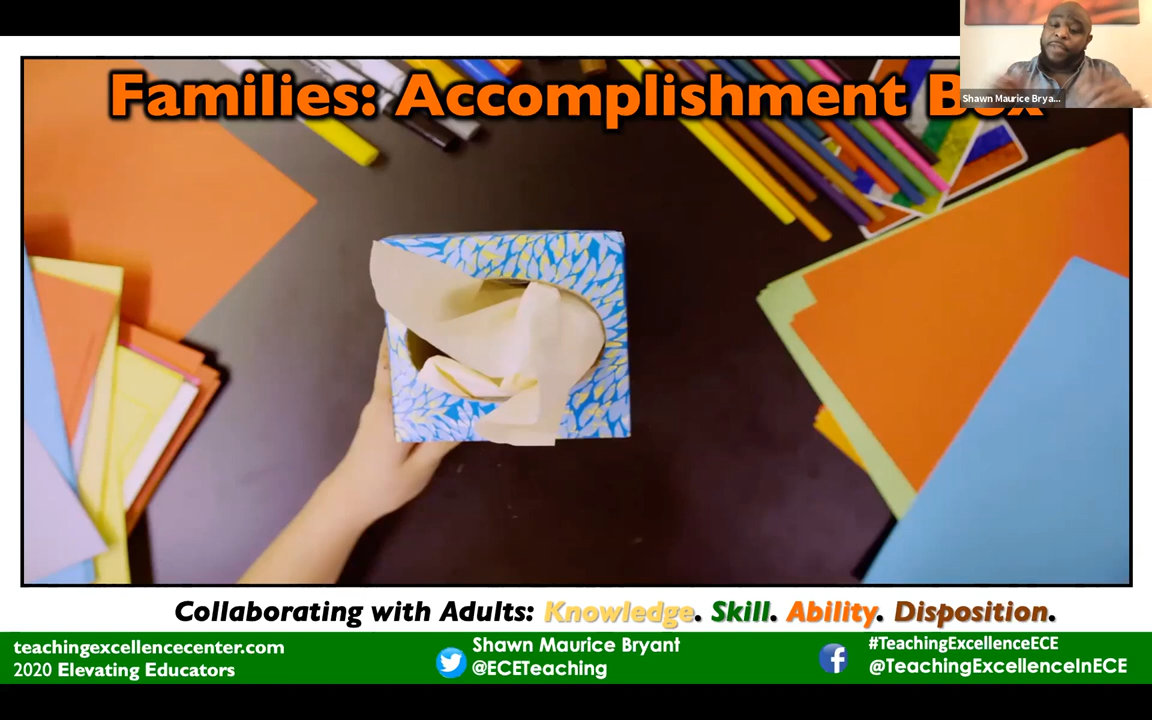 Families: Accomplishment Box
Shawn Maurice Brya...
Collaborating with Adults: Knowledge. Skill. Ability. Disposition.
teachingexcellencecenter.com
2020 Elevating Educators
Shawn Maurice Bryant
@ECETeaching
#TeachingExcellenceECE
@TeachingExcellenceInECE